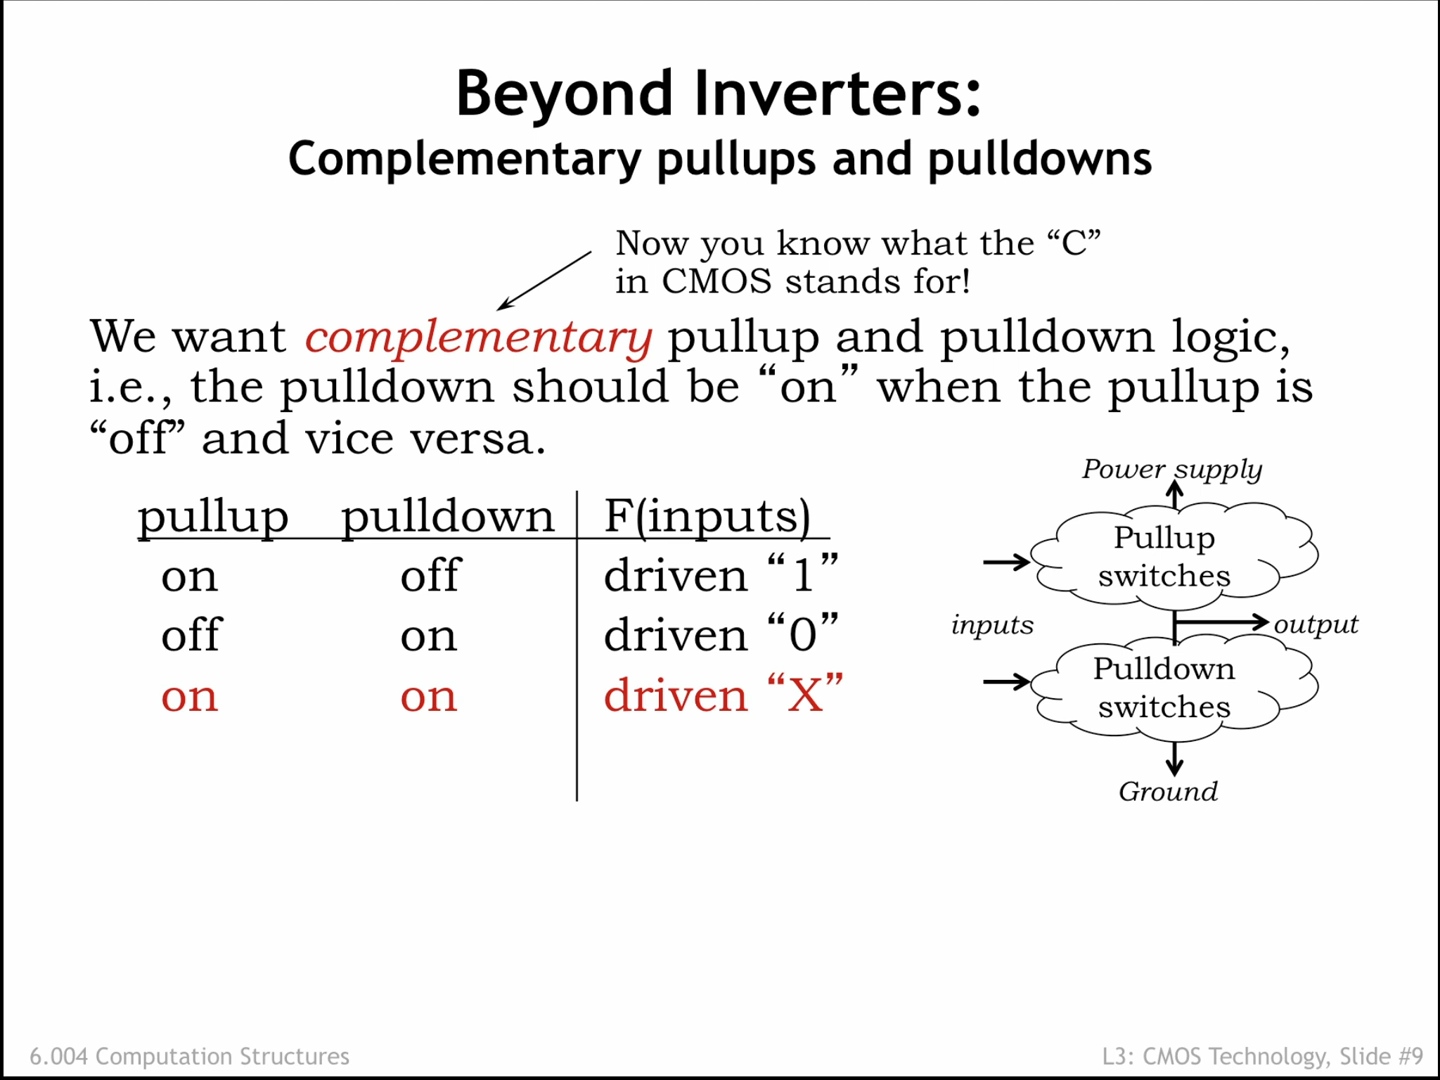 Beyond Inverters:
Complementary pullups and pulldowns
Now you know what the “C”
in CMOS stands for!
We want complementary pullup and pulldown logic,
i.e., the pulldown should be “on” when the pullup is
“off” and vice versa.
pullup pulldown F(inputs)
on off driven “1”
off on driven “0”
on on driven “X”
Power supply
Pullup
switches
inputs
output
Pulldown
switches
Ground
6.004 Computation Structures
L3: CMOS Technology, Slide #9